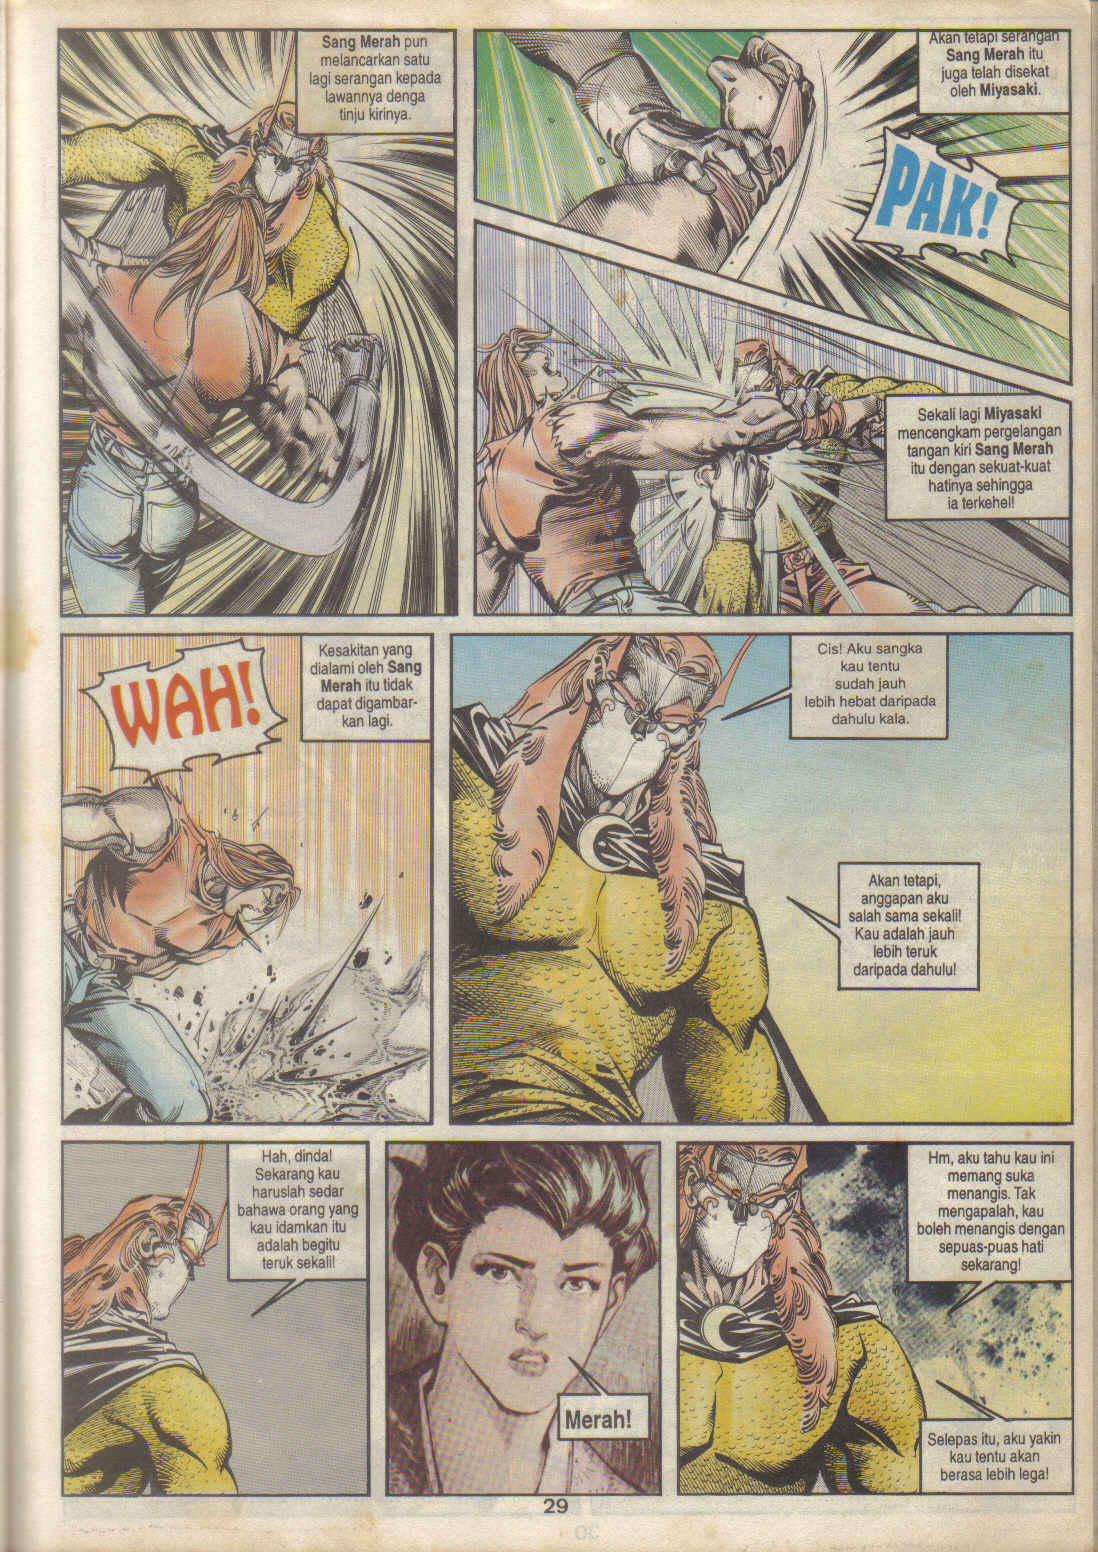 Sang Merah pun
melancarkan satu
lagi serangan kepada
lawannya denga
tinju kirinya.
Akan tetapi serangan
Sang Merah itu
juga telah disekat
oleh Miyasaki.
PAK!
Sekali lagi Miyasaki
mencengkam pergelangan
tangan kiri Sang Merah
itu dengan sekuat-kuat
hatinya sehingga
ia terkehel!
WAH!
Kesakitan yang
dialami oleh Sang
Merah itu tidak
dapat digambar-
kan lagi.
Cis! Aku sangka
kau tentu
sudah jauh
lebih hebat daripada
dahulu kala.
Akan tetapi,
anggapan aku
salah sama sekali!
Kau adalah jauh
lebih teruk
daripada dahulu!
Hah, dinda!
Sekarang kau
haruslah sedar
bahawa orang yang
kau idamkan itu
adalah begitu
teruk sekali!
Merah!
Hm, aku tahu kau ini
memang suka
menangis. Tak
mengapalah, kau
boleh menangis dengan
sepuas-puas hati
sekarang!
Selepas itu, aku yakin
kau tentu akan
berasa lebih lega!
29
30